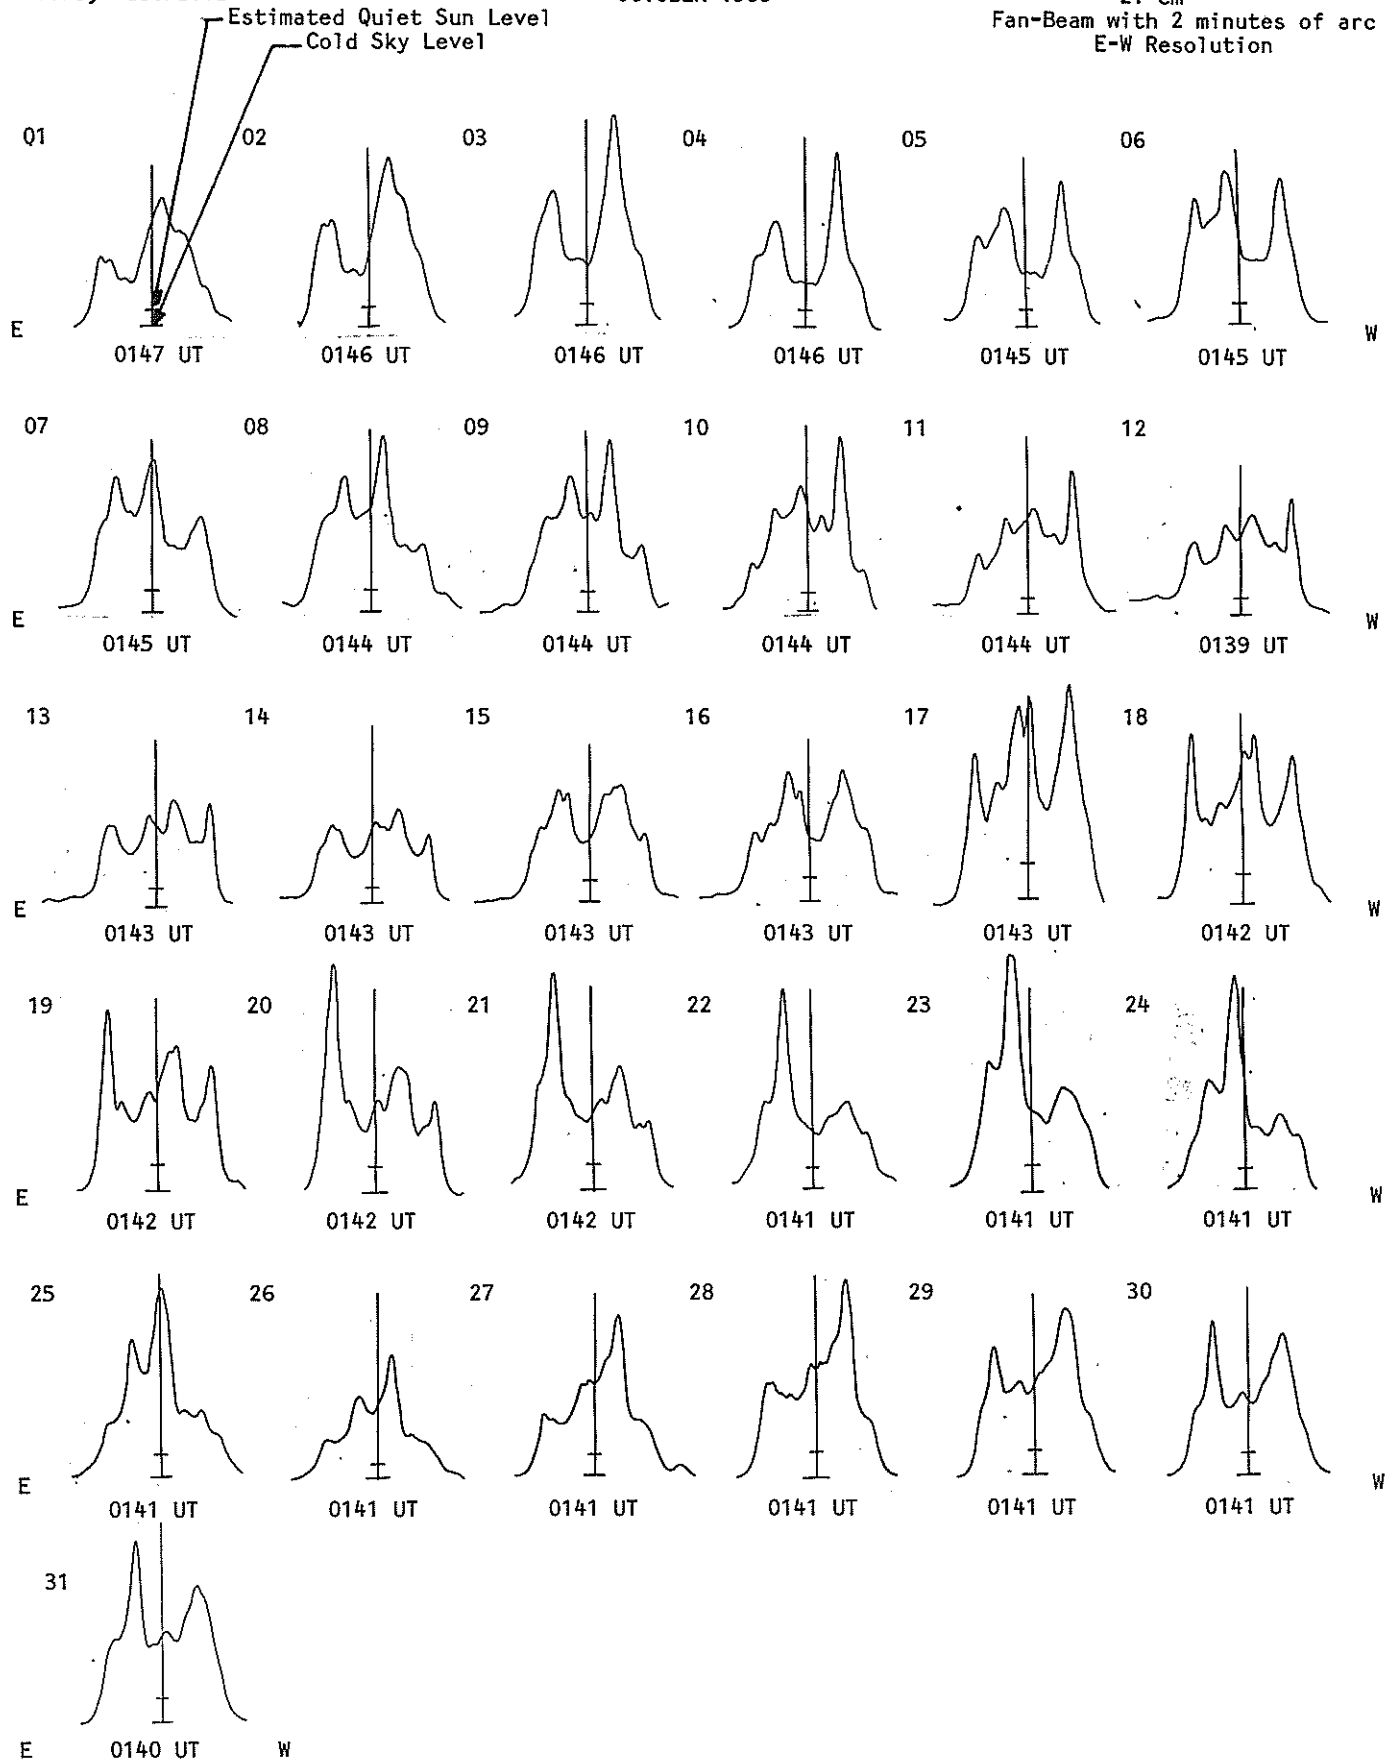 Estimated Quiet Sun Level
Cold Sky Level
Fan-Beam with 2 minutes of arc
E-W Resolution
01 02 03 04 05 06
E W
0147 UT 0146 UT 0146 UT 0146 UT 0145 UT 0145 UT
07 08 09 10 11 12
E W
0145 UT 0144 UT 0144 UT 0144 UT 0144 UT 0139 UT
13 14 15 16 17 18
E W
0143 UT 0143 UT 0143 UT 0143 UT 0143 UT 0142 UT
19 20 21 22 23 24
E W
0142 UT 0142 UT 0142 UT 0141 UT 0141 UT 0141 UT
25 26 27 28 29 30
E W
0141 UT 0141 UT 0141 UT 0141 UT 0141 UT 0141 UT
31
E 0140 UT W